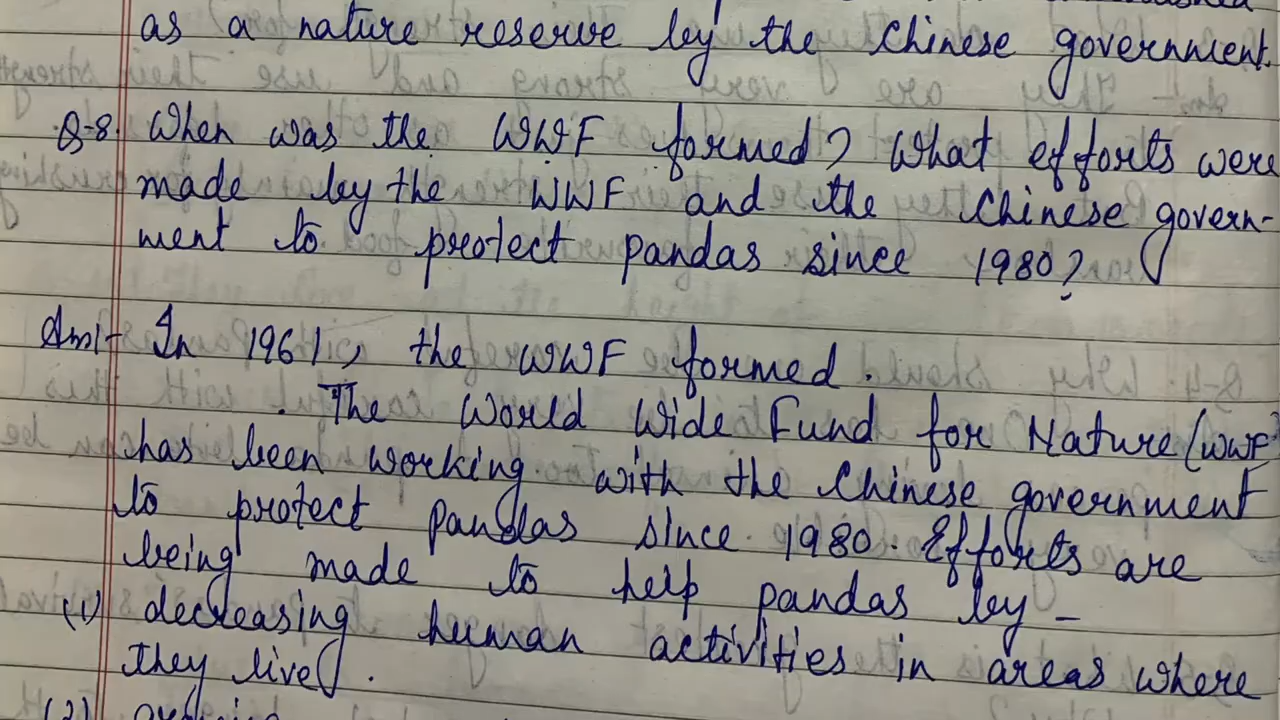 as a nature reserve by the Chinese government.
Q-8. When was the WWF formed? What efforts were
made by the WWF and the Chinese govern-
ment to protect pandas since 1980?
Ans:- In 1961, the WWF formed.
The World Wide Fund for Nature (WWF)
has been working with the Chinese government
to protect pandas since 1980. Efforts are
being made to help pandas by -
(1) decreasing human activities in areas where
they live.
(2)